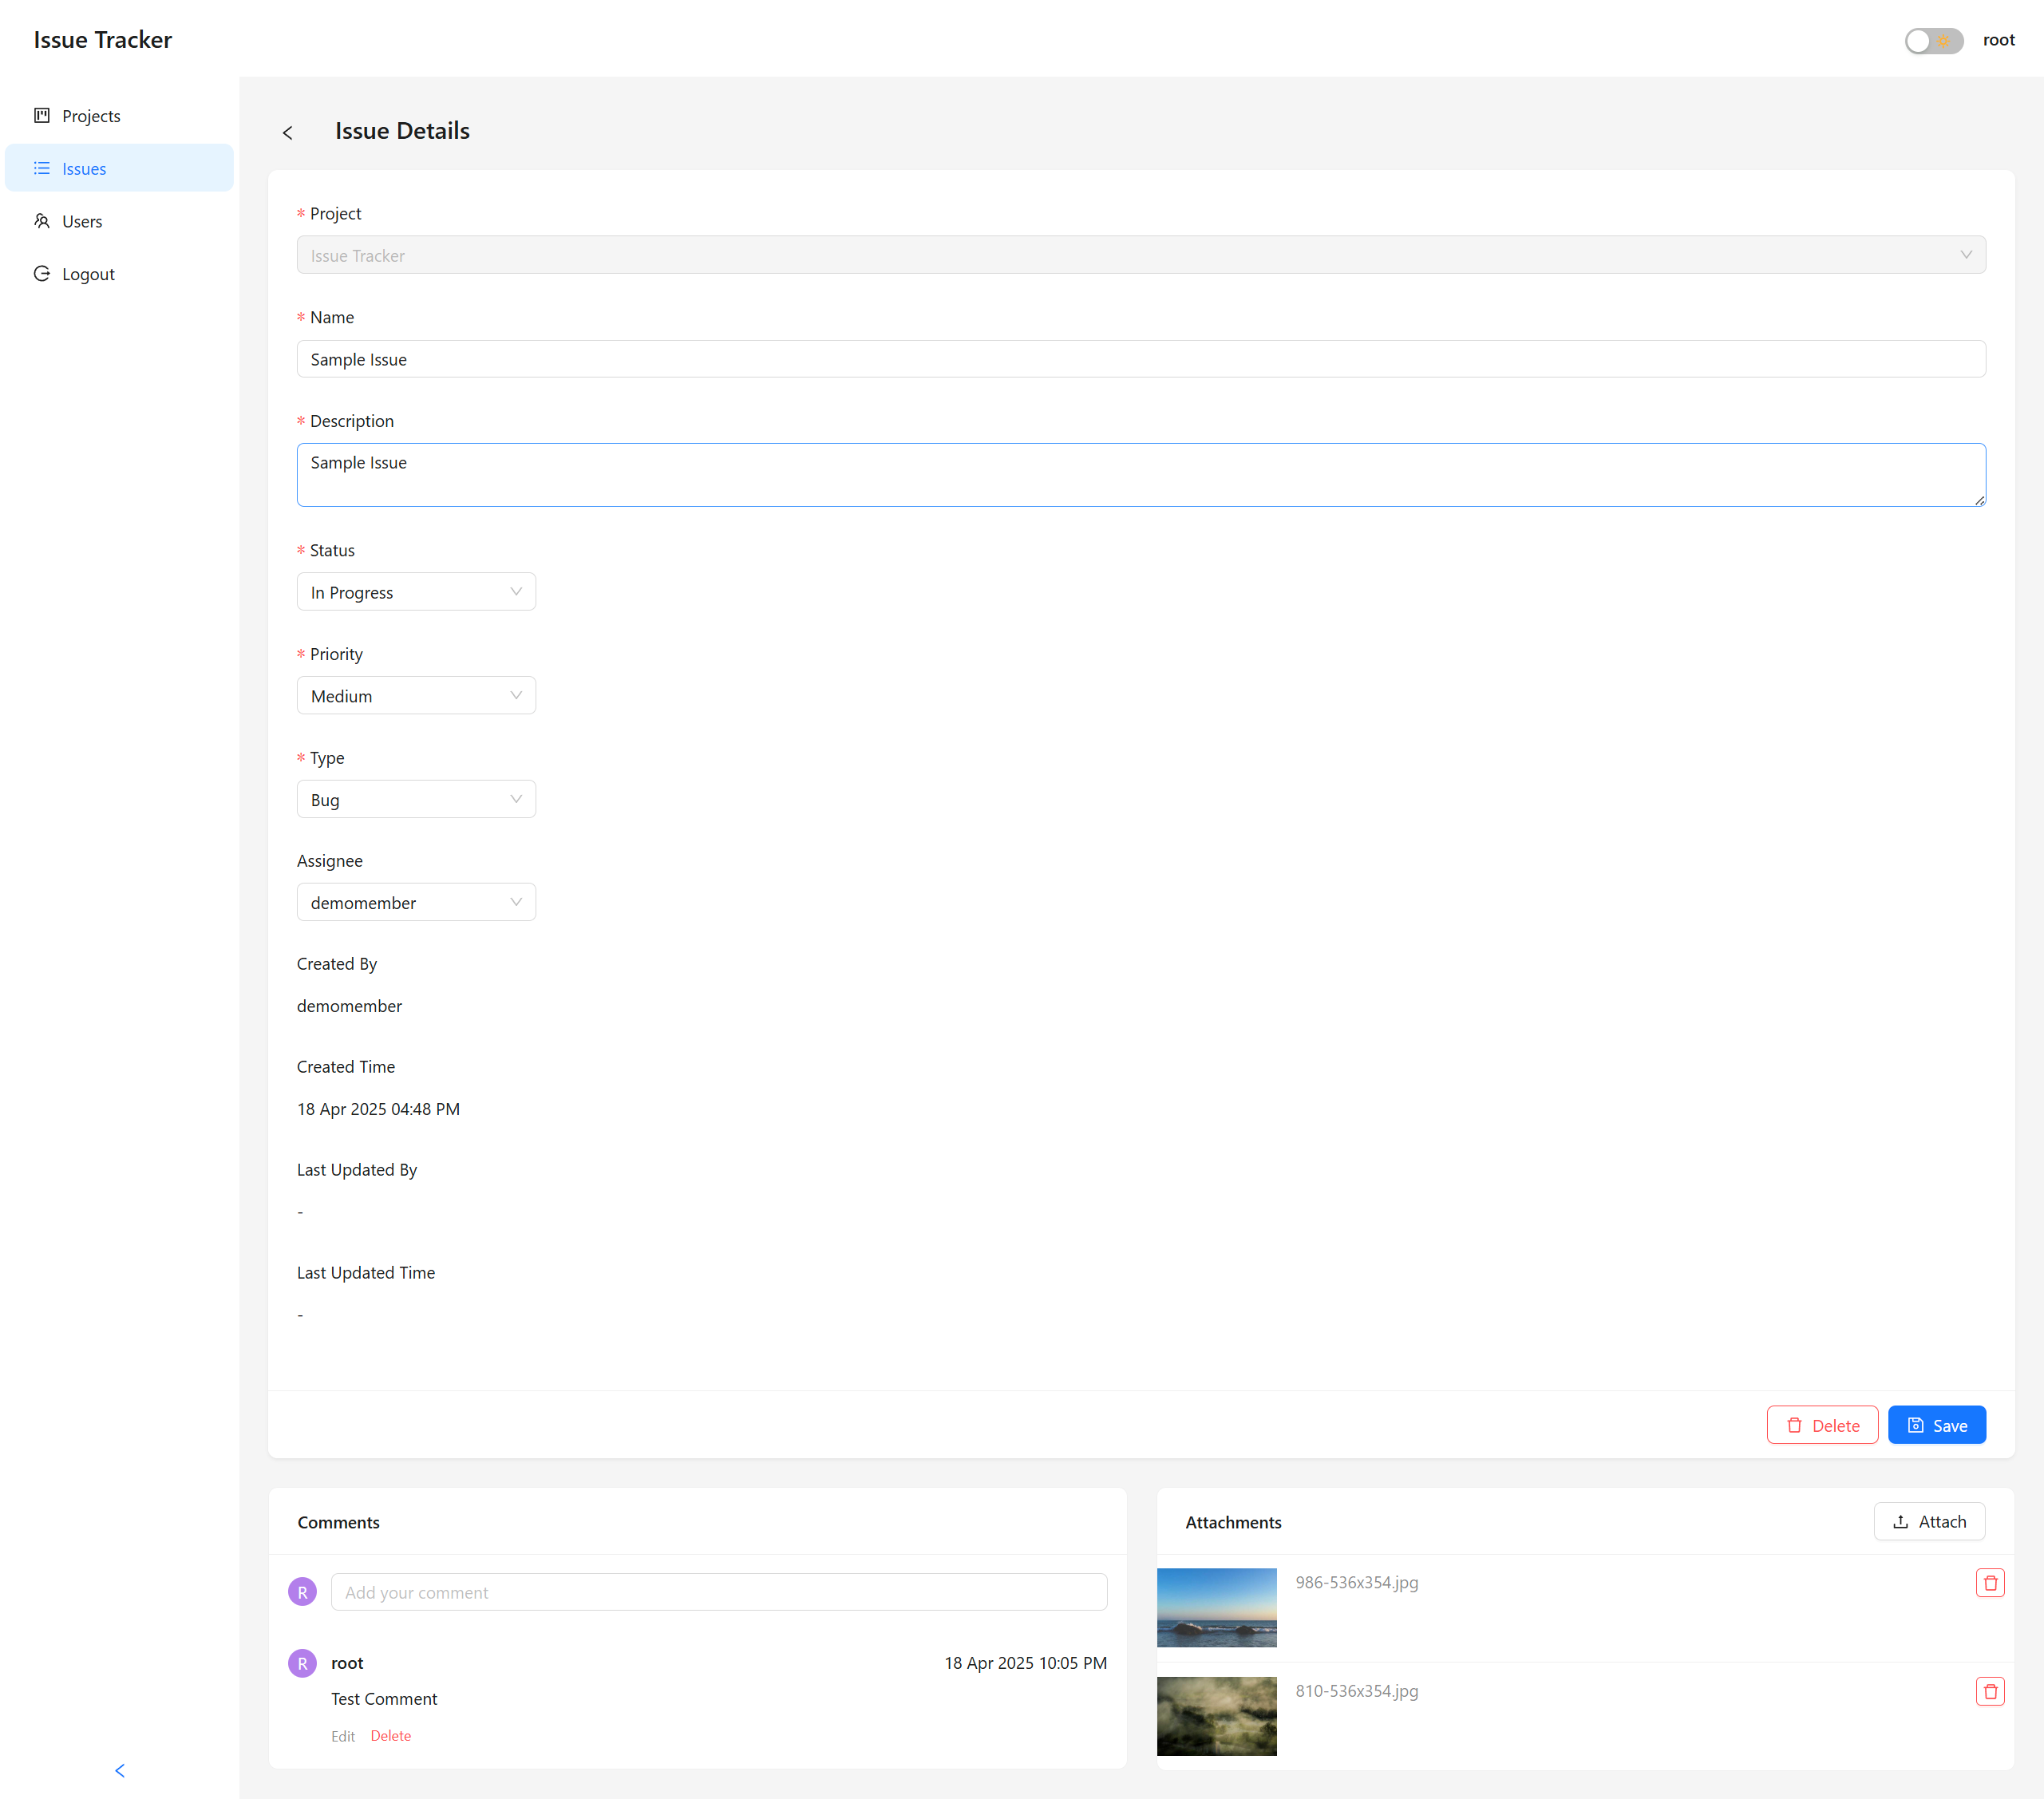 Issue Tracker
root
Projects
Issues
Users
Logout
Issue Details
* Project
Issue Tracker
* Name
Sample Issue
* Description
Sample Issue
* Status
In Progress
* Priority
Medium
* Type
Bug
Assignee
demomember
Created By
demomember
Created Time
18 Apr 2025 04:48 PM
Last Updated By
-
Last Updated Time
-
Delete
Save
Comments
R
Add your comment
R
root
18 Apr 2025 10:05 PM
Test Comment
Edit Delete
Attachments
Attach
986-536x354.jpg
810-536x354.jpg